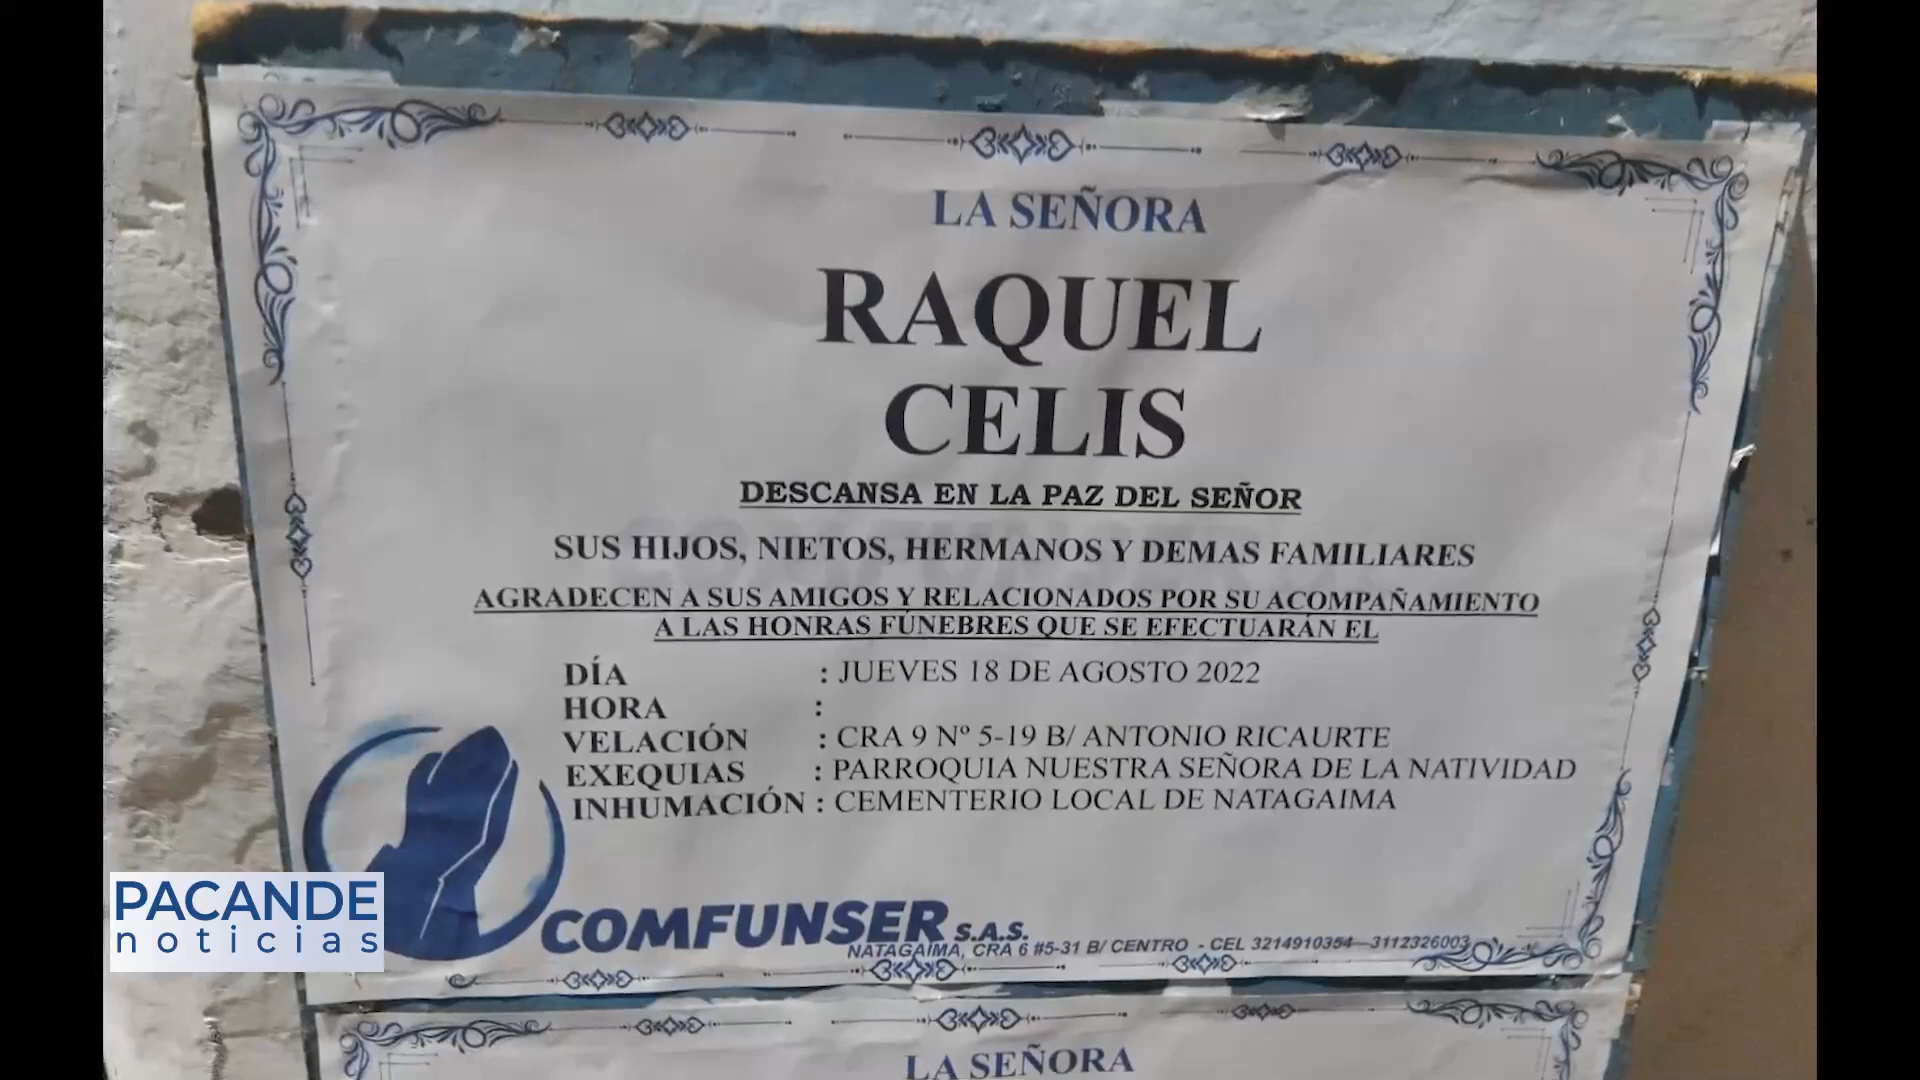 LA SEÑORA
RAQUEL
CELIS
DESCANSA EN LA PAZ DEL SEÑOR
SUS HIJOS, NIETOS, HERMANOS Y DEMAS FAMILIARES
AGRADECEN A SUS AMIGOS Y RELACIONADOS POR SU ACOMPAÑAMIENTO
A LAS HONRAS FÚNEBRES QUE SE EFECTUARÁN EL
DÍA : JUEVES 18 DE AGOSTO 2022
HORA :
VELACIÓN : CRA 9 Nº 5-19 B/ ANTONIO RICAURTE
EXEQUIAS : PARROQUIA NUESTRA SEÑORA DE LA NATIVIDAD
INHUMACIÓN : CEMENTERIO LOCAL DE NATAGAIMA
COMFUNSER S.A.S.
NATAGAIMA, CRA 6 #5-31 B/ CENTRO - CEL 3214910354-3112326003
PACANDE
noticias
LA SEÑORA